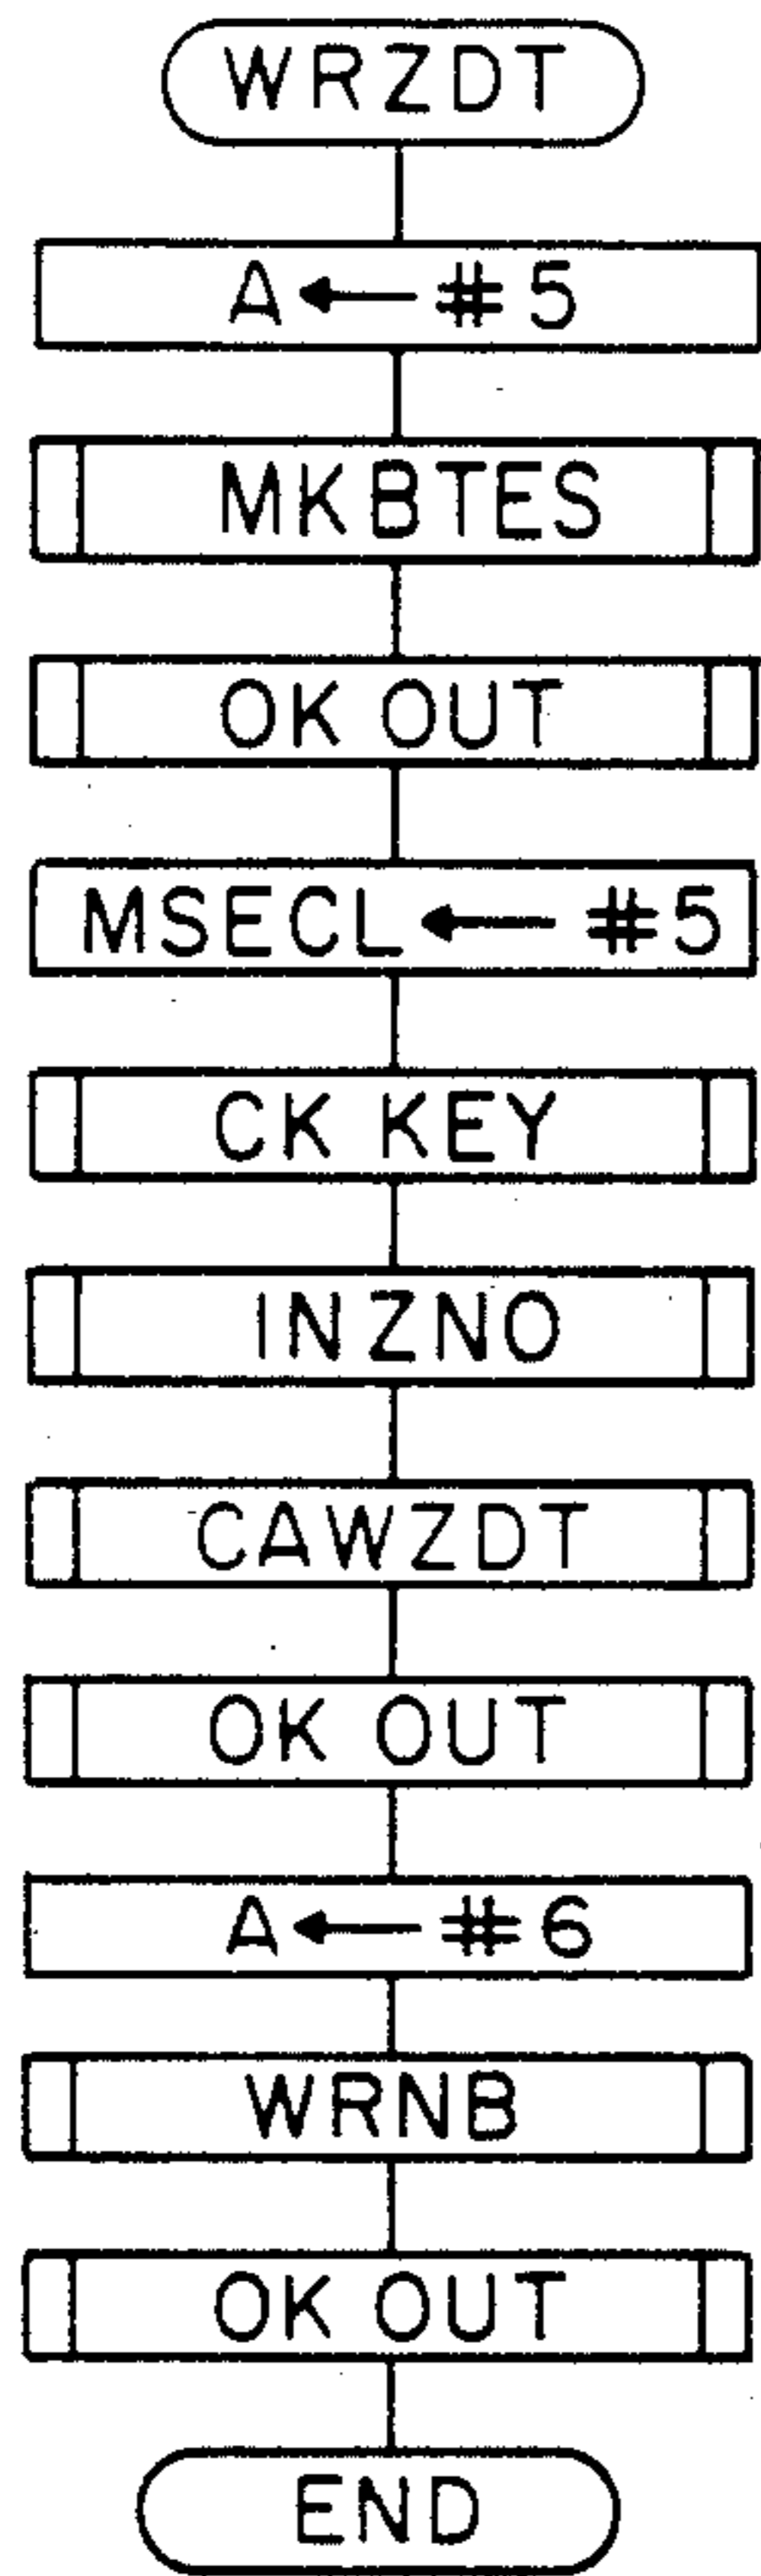 WRZDT
A ← #5
MKBTES
OK OUT
MSECL ← #5
CK KEY
INZNO
CAWZDT
OK OUT
A ← #6
WRNB
OK OUT
END